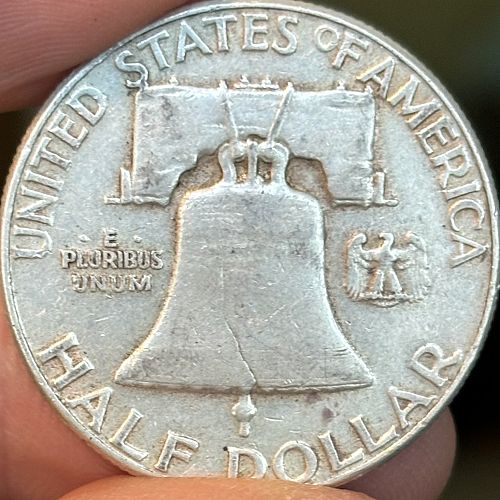 UNITED STATES OF AMERICA
· E ·
PLURIBUS
UNUM
HALF DOLLAR